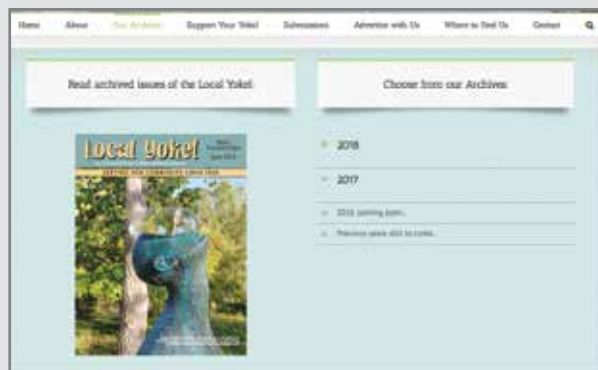 Home About Our Archives Support Your Yokel Submissions Advertise with Us Where to Find Us Contact
Read archived issues of the Local Yokel:
Choose from our Archives:
Local Yokel
2018
2017
2016 coming soon...
Previous years still to come...